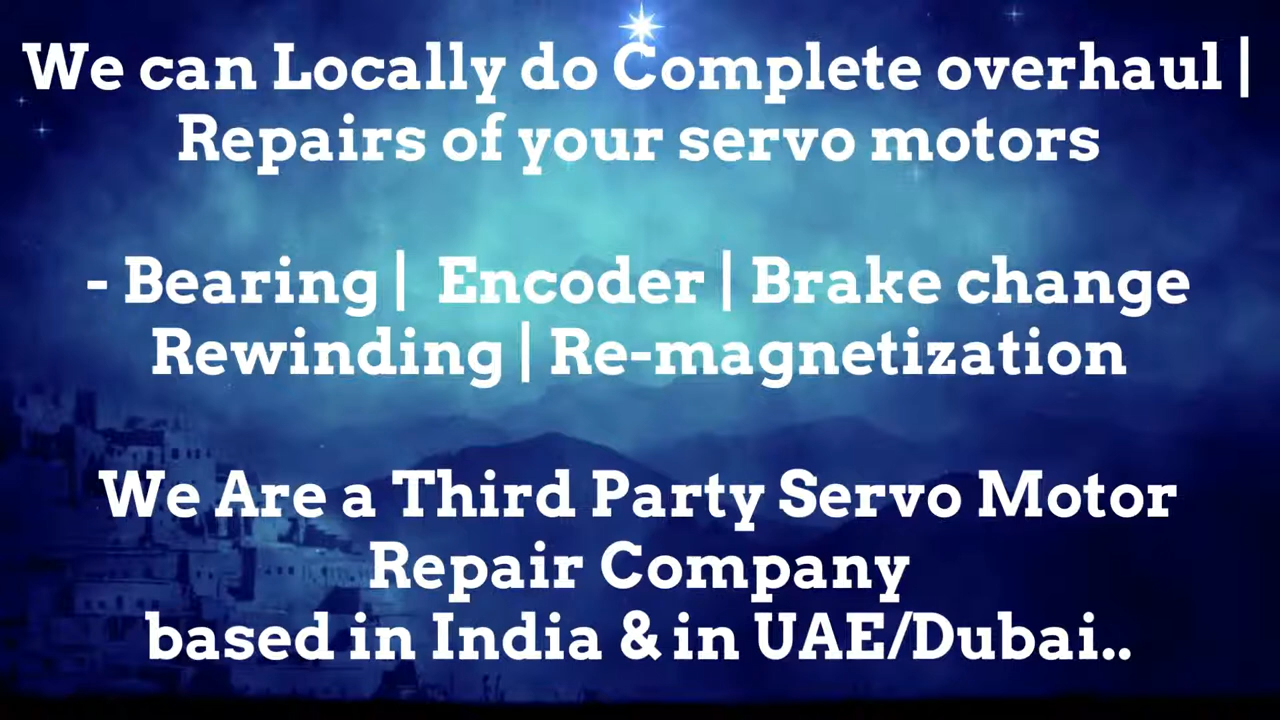 We can Locally do Complete overhaul |
Repairs of your servo motors
- Bearing | Encoder | Brake change
Rewinding | Re-magnetization
We Are a Third Party Servo Motor
Repair Company
based in India & in UAE/Dubai..